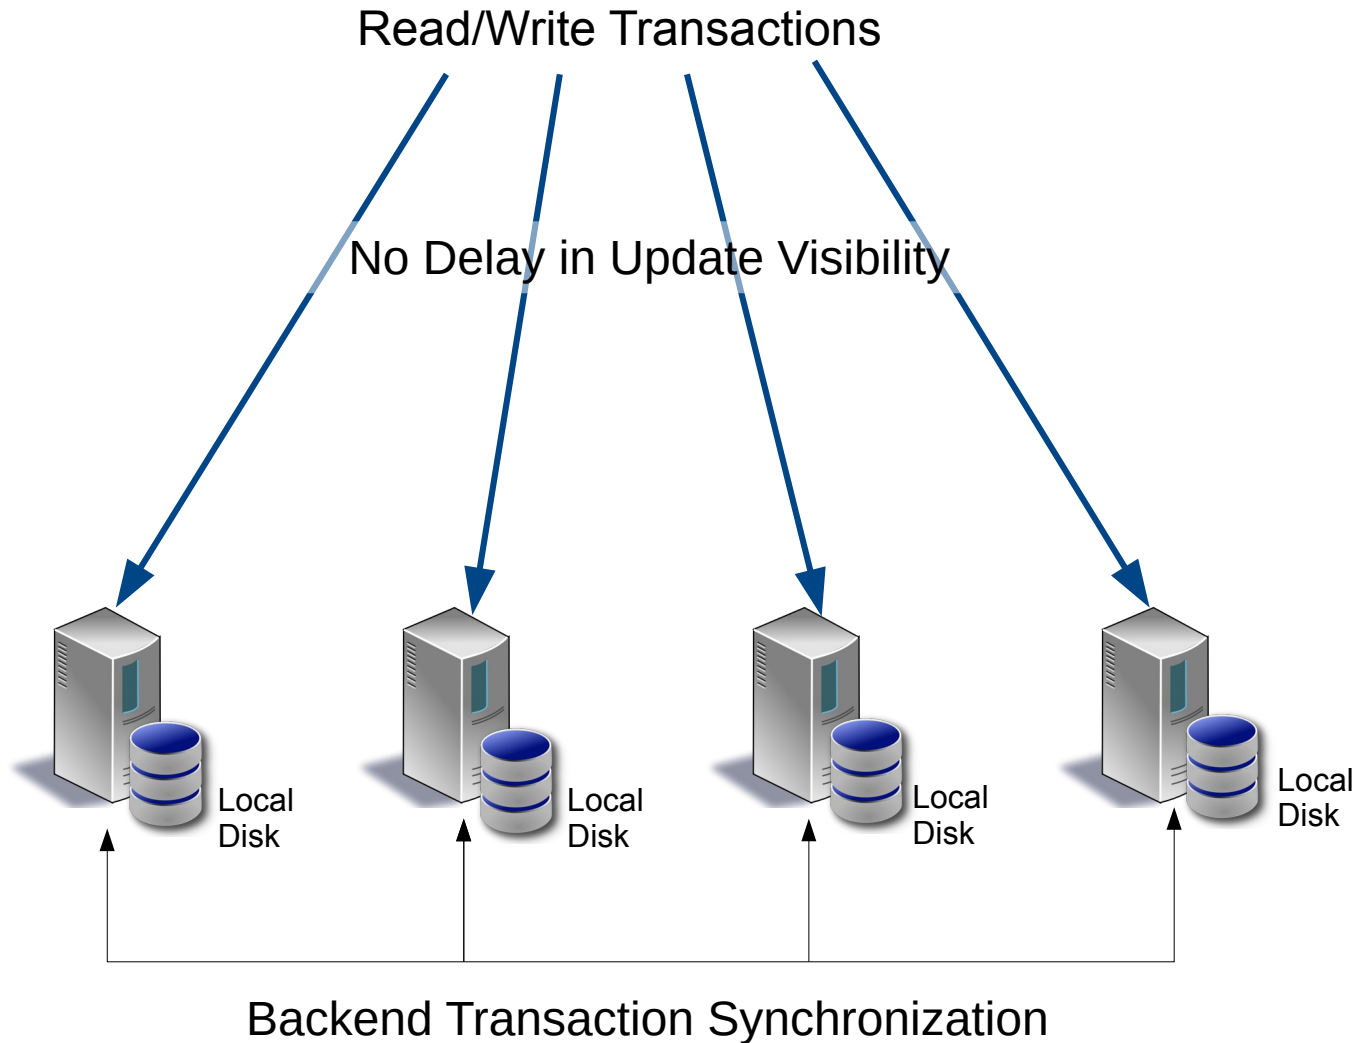 Read/Write Transactions
No Delay in Update Visibility
Local
Disk
Local
Disk
Local
Disk
Local
Disk
Backend Transaction Synchronization